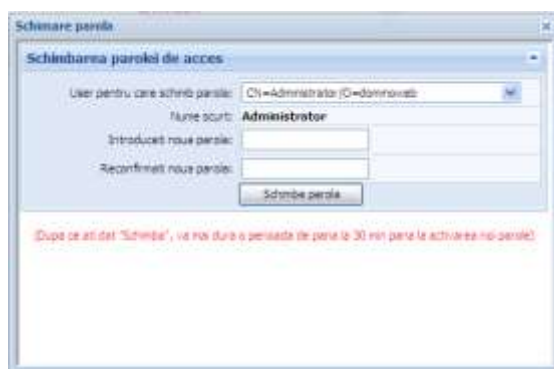 Schimare parola
Schimbarea parolei de acces
User pentru care schimb parola: CN=Administrator/O=domnoweb
Nume scurt: Administrator
Introduceti noua parola:
Reconfirmati noua parola:
Schimba parola
(Dupa ce ati dat "Schimba", va mai dura o perioada de pana la 30 min pana la activarea noii parole)